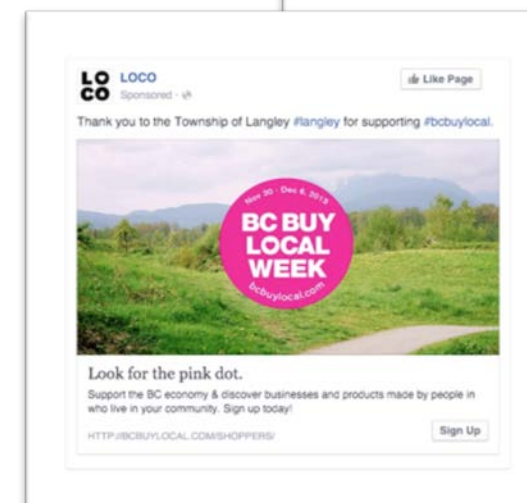 LO
CO
LOCO
Sponsored ·
Like Page
Thank you to the Township of Langley #langley for supporting #bcbuylocal.
Nov 30 - Dec 6, 2015
BC BUY
LOCAL
WEEK
bcbuylocal.com
Look for the pink dot.
Support the BC economy & discover businesses and products made by people in
who live in your community. Sign up today!
HTTP://BCBUYLOCAL.COM/SHOPPERS/
Sign Up